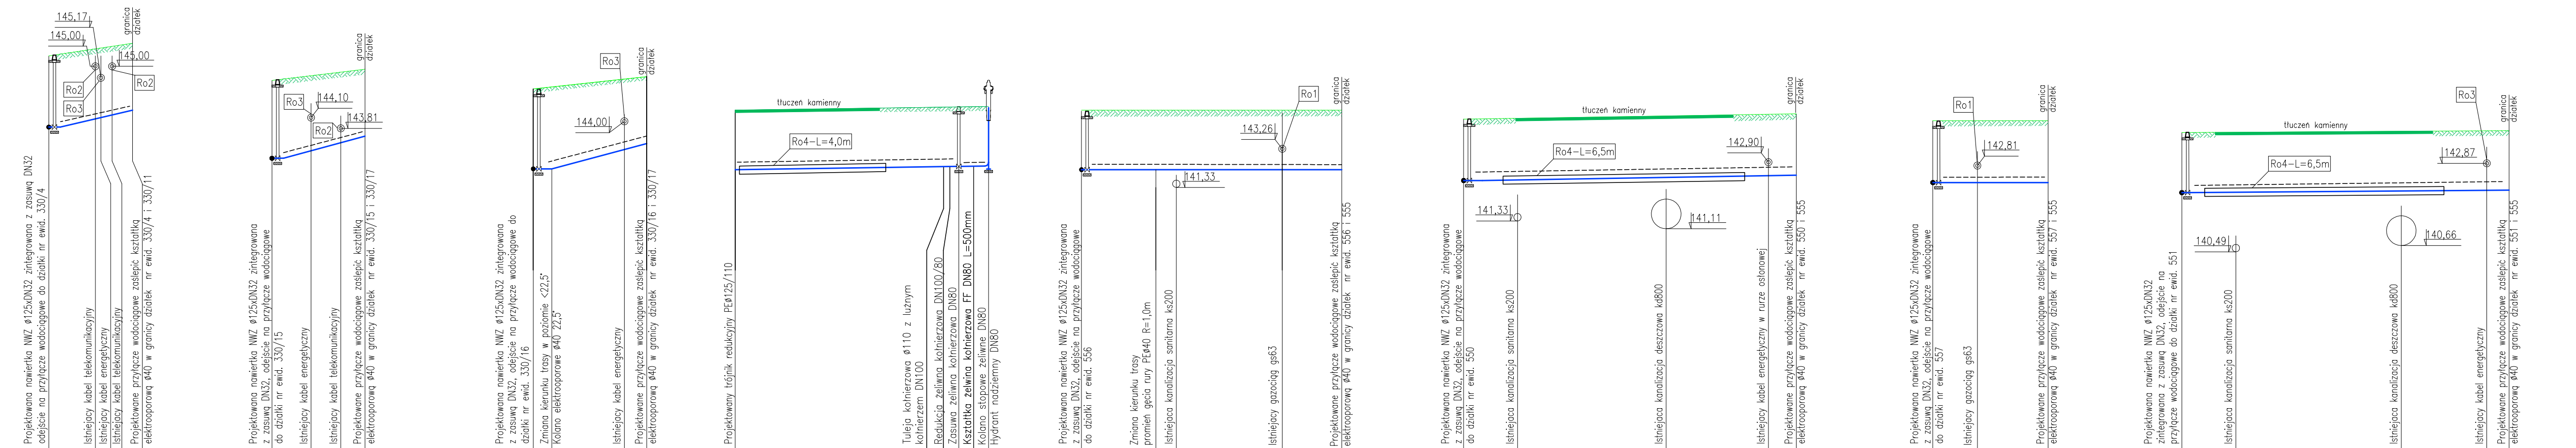 145,17
145,00
145,00
Ro2
Ro3
Ro2
granica
działek
Projektowana nawiertka NWZ Ø125xDN32 zintegrowana z zasuwą DN32
odejście na przyłącze wodociągowe do działki nr ewid. 330/4
Istniejący kabel telekomunikacyjny
Istniejący kabel energetyczny
Istniejący kabel telekomunikacyjny
Projektowane przyłącze wodociągowe zaślepić kształtką
elektrooporową Ø40 w granicy działek nr ewid. 330/4 i 330/11
Ro3
144,10
Ro2
143,81
granica
działek
Projektowana nawiertka NWZ Ø125xDN32 zintegrowana
z zasuwą DN32, odejście na przyłącze wodociągowe
do działki nr ewid. 330/15
Istniejący kabel energetyczny
Istniejący kabel telekomunikacyjny
Projektowane przyłącze wodociągowe zaślepić kształtką
elektrooporową Ø40 w granicy działek nr ewid. 330/15 i 330/17
Ro3
144,00
granica
działek
Projektowana nawiertka NWZ Ø125xDN32 zintegrowana
z zasuwą DN32, odejście na przyłącze wodociągowe do
działki nr ewid. 330/16
Zmiana kierunku trasy w poziomie <22,5°
Kolano elektrooporowe Ø40 22,5°
Istniejący kabel energetyczny
Projektowane przyłącze wodociągowe zaślepić kształtką
elektrooporową Ø40 w granicy działek nr ewid. 330/16 i 330/17
tłuczeń kamienny
Ro4-L=4,0m
Projektowany trójnik redukcyjny PEØ125/110
Tuleja kołnierzowa Ø110 z luźnym
kołnierzem DN100
Redukcja żeliwna kołnierzowa DN100/80
Zasuwa żeliwna kołnierzowa DN80
Kształtka żelwina kołnierzowa FF DN80 L=500mm
Kolano stopowe żeliwne DN80
Hydrant nadziemny DN80
Ro1
143,26
141,33
granica
działek
Projektowana nawiertka NWZ Ø125xDN32 zintegrowana
z zasuwą DN32, odejście na przyłącze wodociągowe
do działki nr ewid. 556
Zmiana kierunku trasy
promień gęcia rury PEØ40 R=1,0m
Istniejąca kanalizacja sanitarna ks200
Istniejący gazociąg gs63
Projektowane przyłącze wodociągowe zaślepić kształtką
elektrooporową Ø40 w granicy działek nr ewid. 556 i 555
tłuczeń kamienny
Ro4-L=6,5m
142,90
141,33
141,11
granica
działek
Projektowana nawiertka NWZ Ø125xDN32 zintegrowana
z zasuwą DN32, odejście na przyłącze wodociągowe
do działki nr ewid. 550
Istniejąca kanalizacja sanitarna ks200
Istniejąca kanalizacja deszczowa kd800
Istniejący kabel energetyczny w rurze osłonowej
Projektowane przyłącze wodociągowe zaślepić kształtką
elektrooporową Ø40 w granicy działek nr ewid. 550 i 555
Ro1
142,81
granica
działek
Projektowana nawiertka NWZ Ø125xDN32 zintegrowana
z zasuwą DN32, odejście na przyłącze wodociągowe
do działki nr ewid. 557
Istniejący gazociąg gs63
Projektowane przyłącze wodociągowe zaślepić kształtką
elektrooporową Ø40 w granicy działek nr ewid. 557 i 555
Ro3
tłuczeń kamienny
Ro4-L=6,5m
142,87
140,49
140,66
granica
działek
Projektowana nawiertka NWZ Ø125xDN32
zintegrowana z zasuwą DN32, odejście na
przyłącze wodociągowe do działki nr ewid. 551
Istniejąca kanalizacja sanitarna ks200
Istniejąca kanalizacja deszczowa kd800
Istniejący kabel energetyczny
Projektowane przyłącze wodociągowe zaślepić kształtką
elektrooporową Ø40 w granicy działek nr ewid. 551 i 555